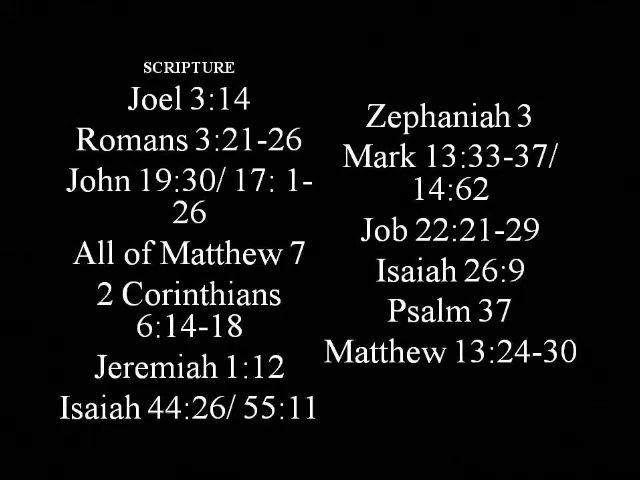 SCRIPTURE
Joel 3:14
Romans 3:21-26
John 19:30/ 17: 1-
26
All of Matthew 7
2 Corinthians
6:14-18
Jeremiah 1:12
Isaiah 44:26/ 55:11
Zephaniah 3
Mark 13:33-37/
14:62
Job 22:21-29
Isaiah 26:9
Psalm 37
Matthew 13:24-30